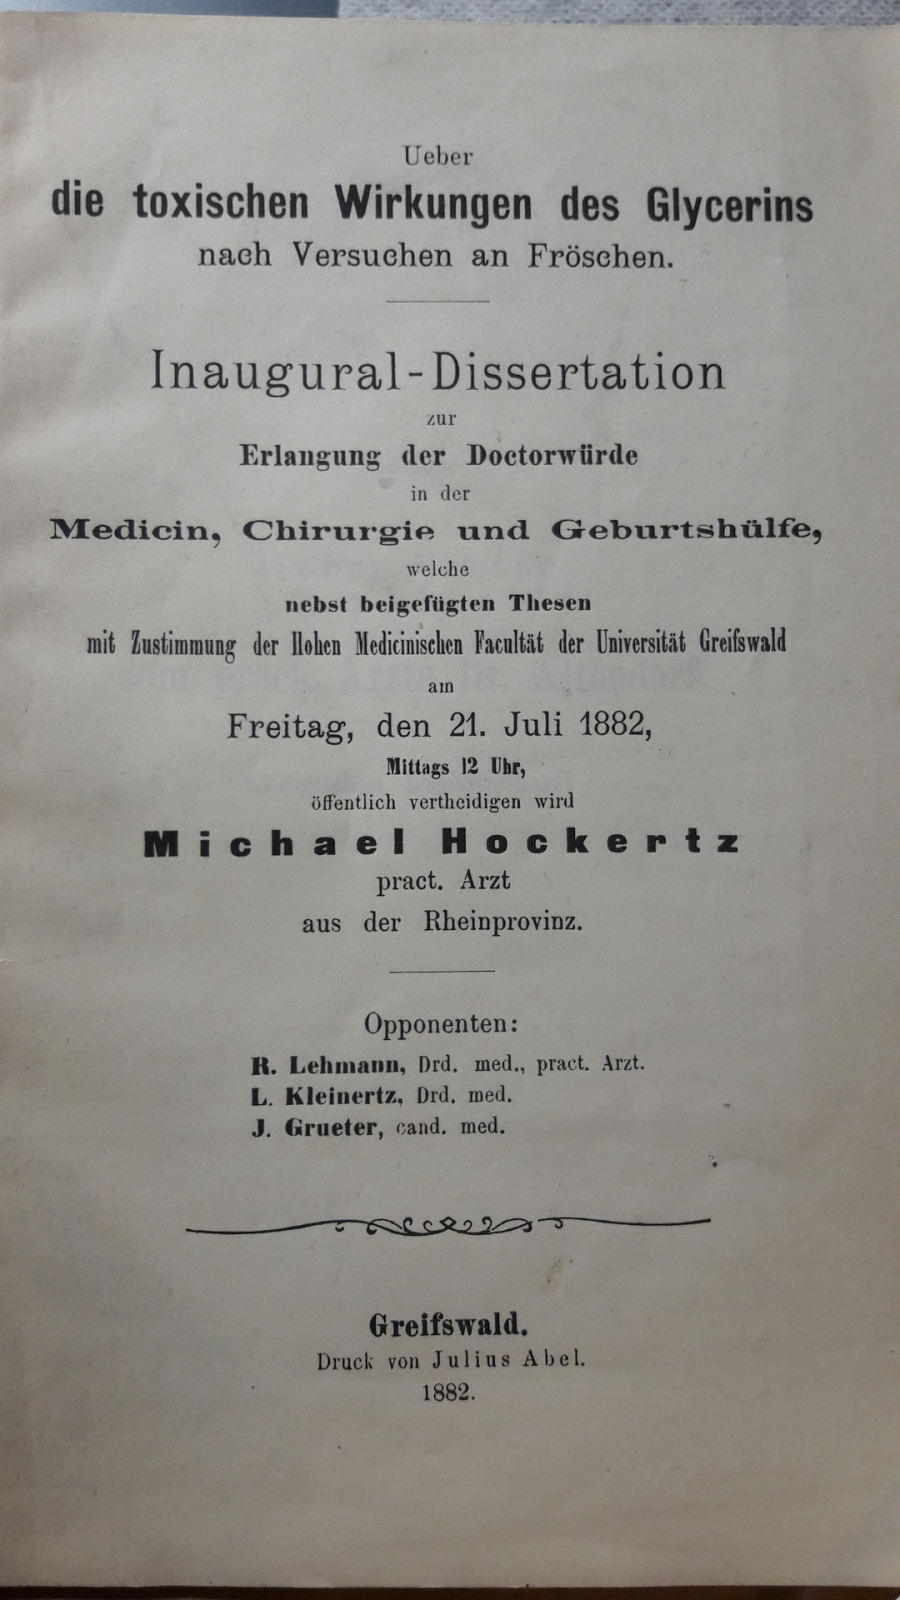 Ueber
die toxischen Wirkungen des Glycerins
nach Versuchen an Fröschen.
Inaugural-Dissertation
zur
Erlangung der Doctorwürde
in der
Medicin, Chirurgie und Geburtshülfe,
welche
nebst beigefügten Thesen
mit Zustimmung der Hohen Medicinischen Facultät der Universität Greifswald
am
Freitag, den 21. Juli 1882,
Mittags 12 Uhr,
öffentlich vertheidigen wird
Michael Hockertz
pract. Arzt
aus der Rheinprovinz.
Opponenten:
R. Lehmann, Drd. med., pract. Arzt.
L. Kleinertz, Drd. med.
J. Grueter, cand. med.
Greifswald.
Druck von Julius Abel.
1882.